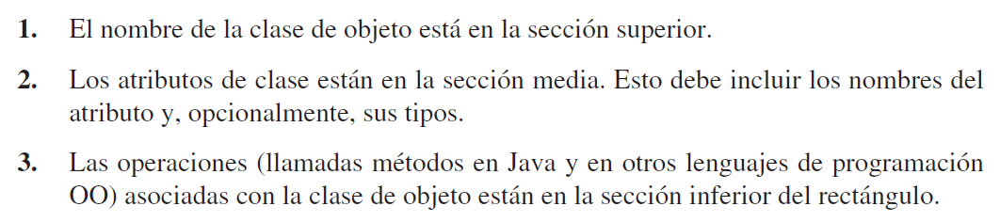 1. El nombre de la clase de objeto está en la sección superior.
2. Los atributos de clase están en la sección media. Esto debe incluir los nombres del
atributo y, opcionalmente, sus tipos.
3. Las operaciones (llamadas métodos en Java y en otros lenguajes de programación
OO) asociadas con la clase de objeto están en la sección inferior del rectángulo.